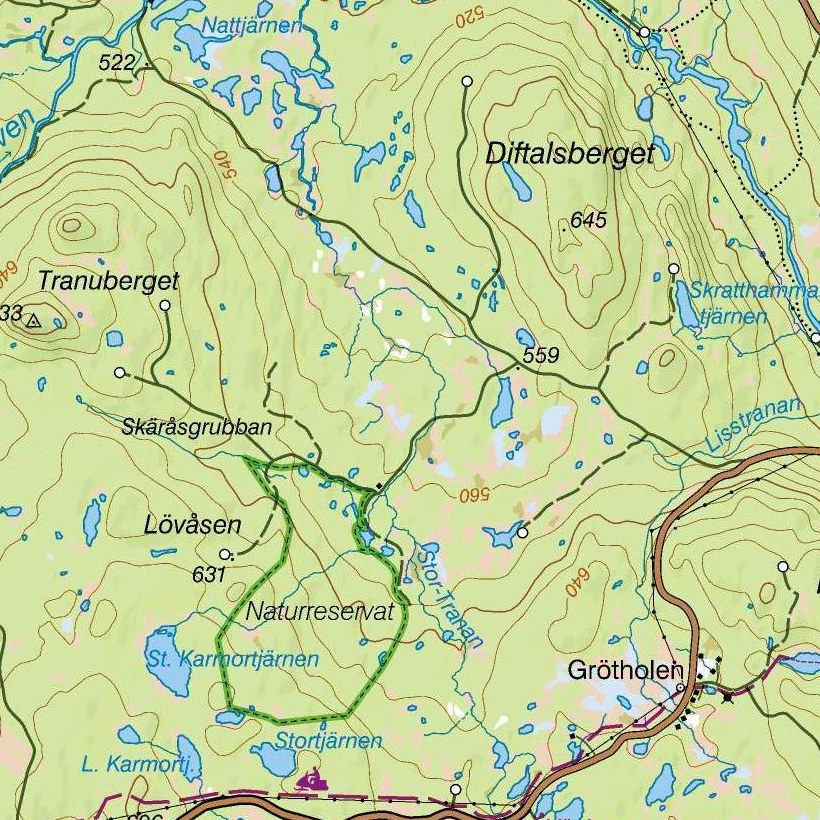 Nattjärnen
520
522
ven
540
Diftalsberget
645
640
Tranuberget
33
Skratthamma
tjärnen
559
Skäråsgrubban
Lisstranan
560
Lövåsen
631
Stor-Tranan
640
Naturreservat
St. Karmortjärnen
Grötholen
Stortjärnen
L. Karmortj.